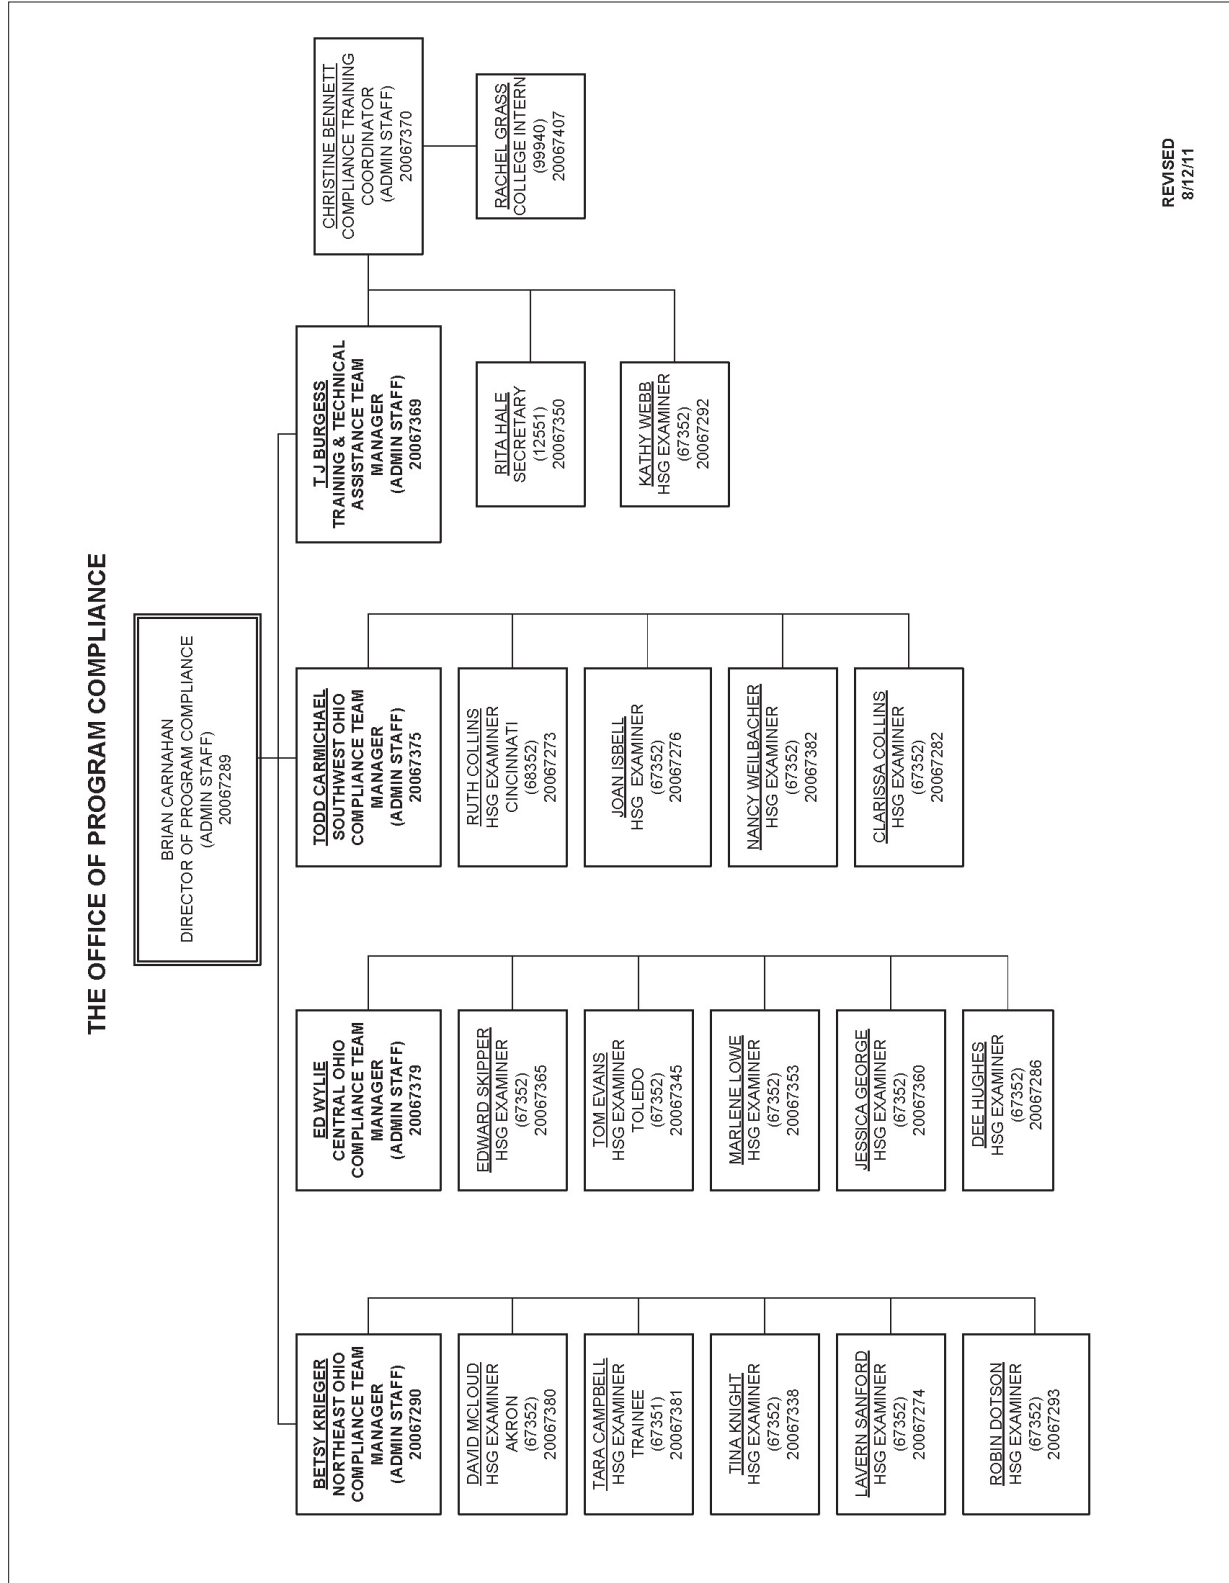 THE OFFICE OF PROGRAM COMPLIANCE
BRIAN CARNAHAN
DIRECTOR OF PROGRAM COMPLIANCE
(ADMIN STAFF)
20067289
BETSY KRIEGER
NORTHEAST OHIO
COMPLIANCE TEAM
MANAGER
(ADMIN STAFF)
20067290
DAVID MCLOUD
HSG EXAMINER
AKRON
(67352)
20067380
TARA CAMPBELL
HSG EXAMINER
TRAINEE
(67351)
20067381
TINA KNIGHT
HSG EXAMINER
(67352)
20067338
LAVERN SANFORD
HSG EXAMINER
(67352)
20067274
ROBIN DOTSON
HSG EXAMINER
(67352)
20067293
ED WYLIE
CENTRAL OHIO
COMPLIANCE TEAM
MANAGER
(ADMIN STAFF)
20067379
EDWARD SKIPPER
HSG EXAMINER
(67352)
20067365
TOM EVANS
HSG EXAMINER
TOLEDO
(67352)
20067345
MARLENE LOWE
HSG EXAMINER
(67352)
20067353
JESSICA GEORGE
HSG EXAMINER
(67352)
20067360
DEE HUGHES
HSG EXAMINER
(67352)
20067286
TODD CARMICHAEL
SOUTHWEST OHIO
COMPLIANCE TEAM
MANAGER
(ADMIN STAFF)
20067375
RUTH COLLINS
HSG EXAMINER
CINCINNATI
(68352)
20067273
JOAN ISBELL
HSG EXAMINER
(67352)
20067276
NANCY WEILBACHER
HSG EXAMINER
(67352)
20067382
CLARISSA COLLINS
HSG EXAMINER
(67352)
20067282
T J BURGESS
TRAINING & TECHNICAL
ASSISTANCE TEAM
MANAGER
(ADMIN STAFF)
20067369
RITA HALE
SECRETARY
(12551)
20067350
KATHY WEBB
HSG EXAMINER
(67352)
20067292
CHRISTINE BENNETT
COMPLIANCE TRAINING
COORDINATOR
(ADMIN STAFF)
20067370
RACHEL GRASS
COLLEGE INTERN
(99940)
20067407
REVISED
8/12/11